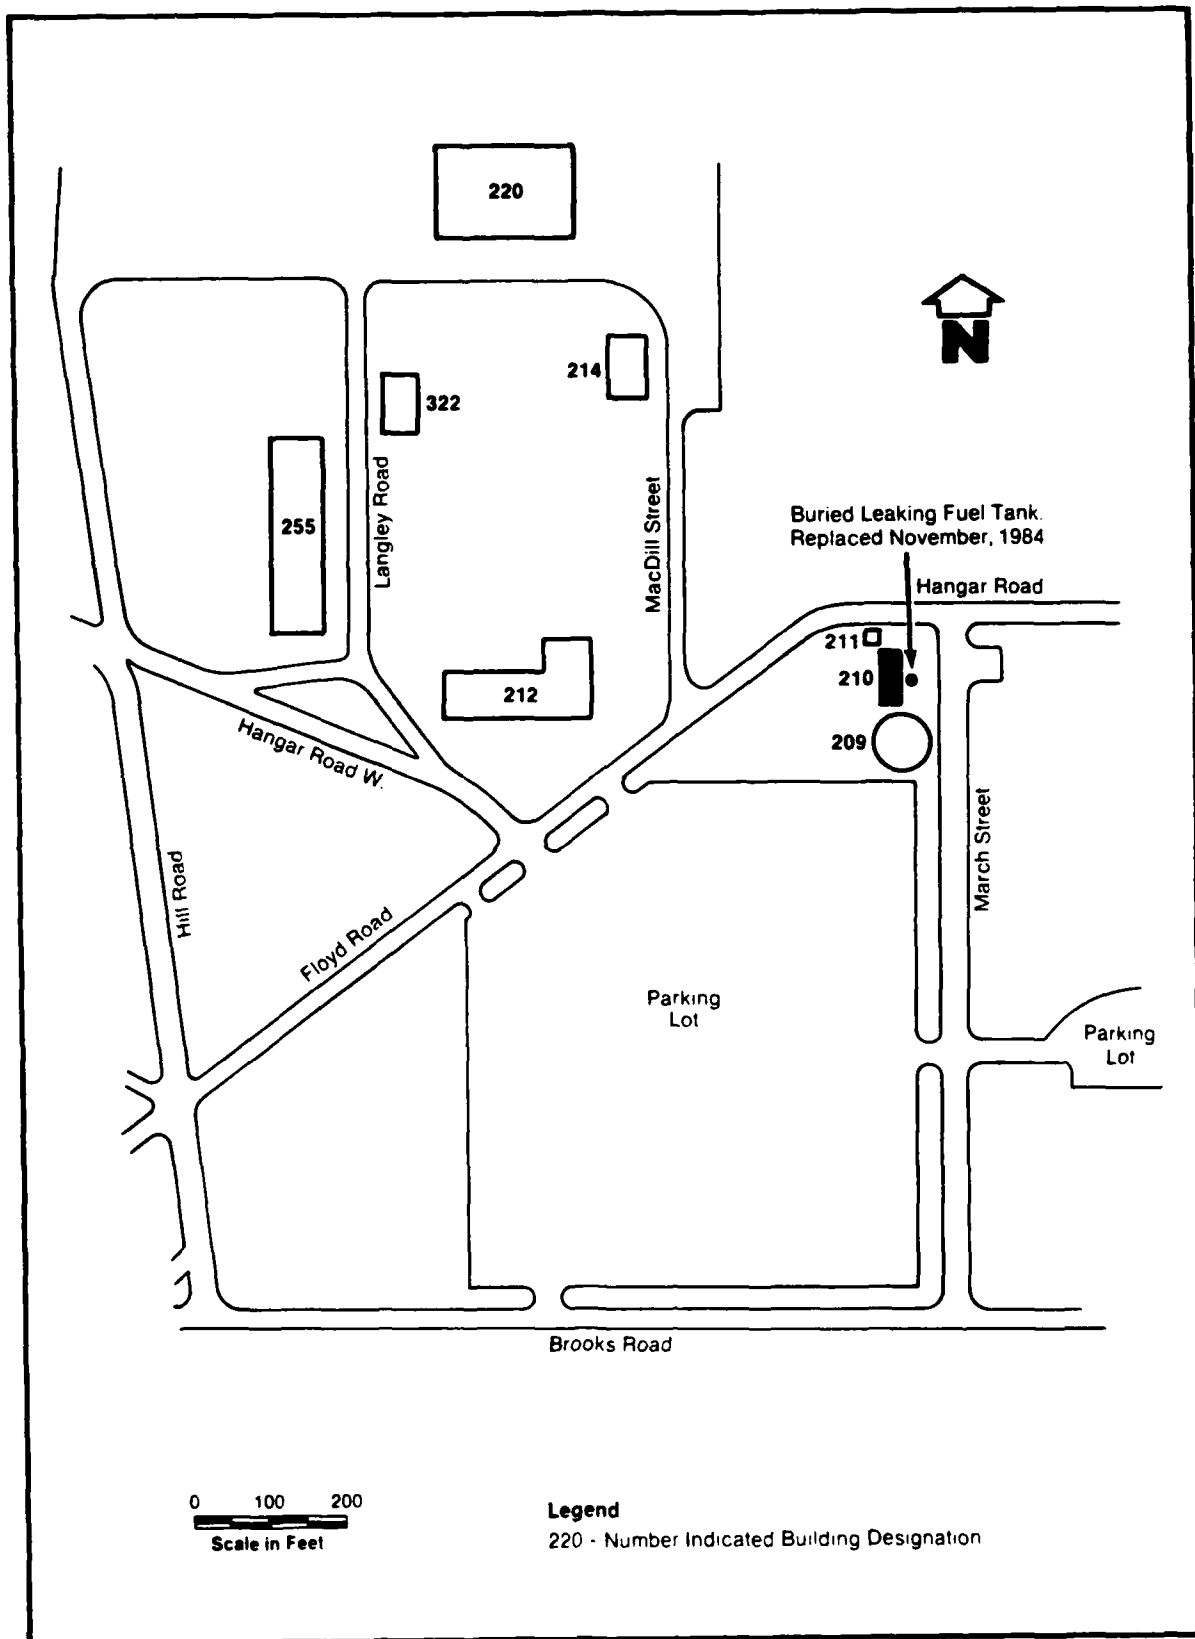 220
N
214
322
Langley Road
MacDill Street
255
Buried Leaking Fuel Tank.
Replaced November, 1984
Hangar Road
211
210
212
209
Hangar Road W.
March Street
Hill Road
Floyd Road
Parking
Lot
Parking
Lot
Brooks Road
0 100 200
Scale in Feet
Legend
220 - Number Indicated Building Designation